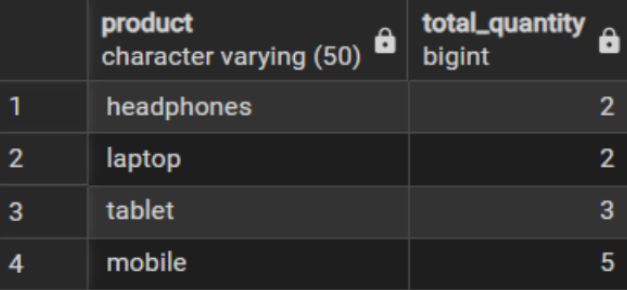 product total_quantity
character varying (50) bigint
1 headphones 2
2 laptop 2
3 tablet 3
4 mobile 5